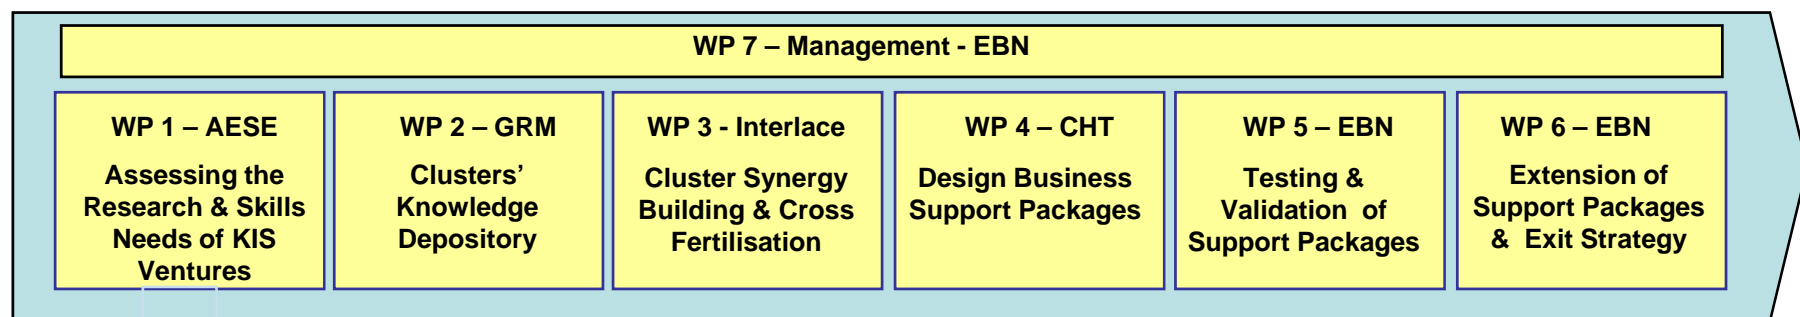 WP 7 – Management - EBN
WP 1 – AESE
Assessing the
Research & Skills
Needs of KIS
Ventures
WP 2 – GRM
Clusters’
Knowledge
Depository
WP 3 - Interlace
Cluster Synergy
Building & Cross
Fertilisation
WP 4 – CHT
Design Business
Support Packages
WP 5 – EBN
Testing &
Validation of
Support Packages
WP 6 – EBN
Extension of
Support Packages
& Exit Strategy